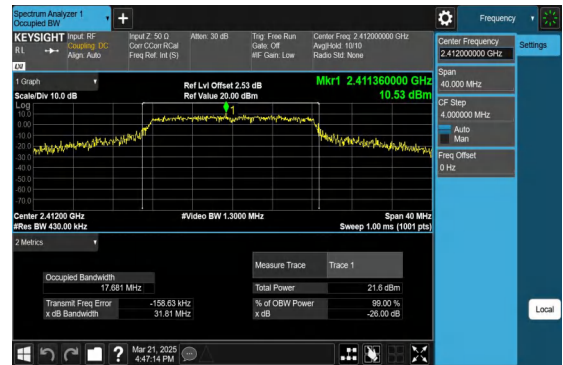 Spectrum Analyzer 1
Occupied BW
+
Frequency
KEYSIGHT
Input: RF
Coupling: DC
Align: Auto
Input Z: 50 Ω
Corr CCorr RCal
Freq Ref: Int (S)
Atten: 30 dB
Trig: Free Run
Gate: Off
#IF Gain: Low
Center Freq: 2.412000000 GHz
Avg|Hold: 10/10
Radio Std: None
RL
LXI
Center Frequency
2.412000000 GHz
Settings
Span
40.000 MHz
CF Step
4.000000 MHz
Auto
Man
Freq Offset
0 Hz
1 Graph
Scale/Div 10.0 dB
Ref Lvl Offset 2.53 dB
Ref Value 20.00 dBm
Mkr1 2.411360000 GHz
10.53 dBm
Log
10.0
0.00
-10.0
-20.0
-30.0
-40.0
-50.0
-60.0
-70.0
1
Center 2.41200 GHz
#Video BW 1.3000 MHz
Span 40 MHz
#Res BW 430.00 kHz
Sweep 1.00 ms (1001 pts)
2 Metrics
Measure Trace
Trace 1
Occupied Bandwidth
17.681 MHz
Total Power
21.6 dBm
Transmit Freq Error
-158.63 kHz
% of OBW Power
99.00 %
x dB Bandwidth
31.81 MHz
x dB
-26.00 dB
Local
?
Mar 21, 2025
4:47:14 PM